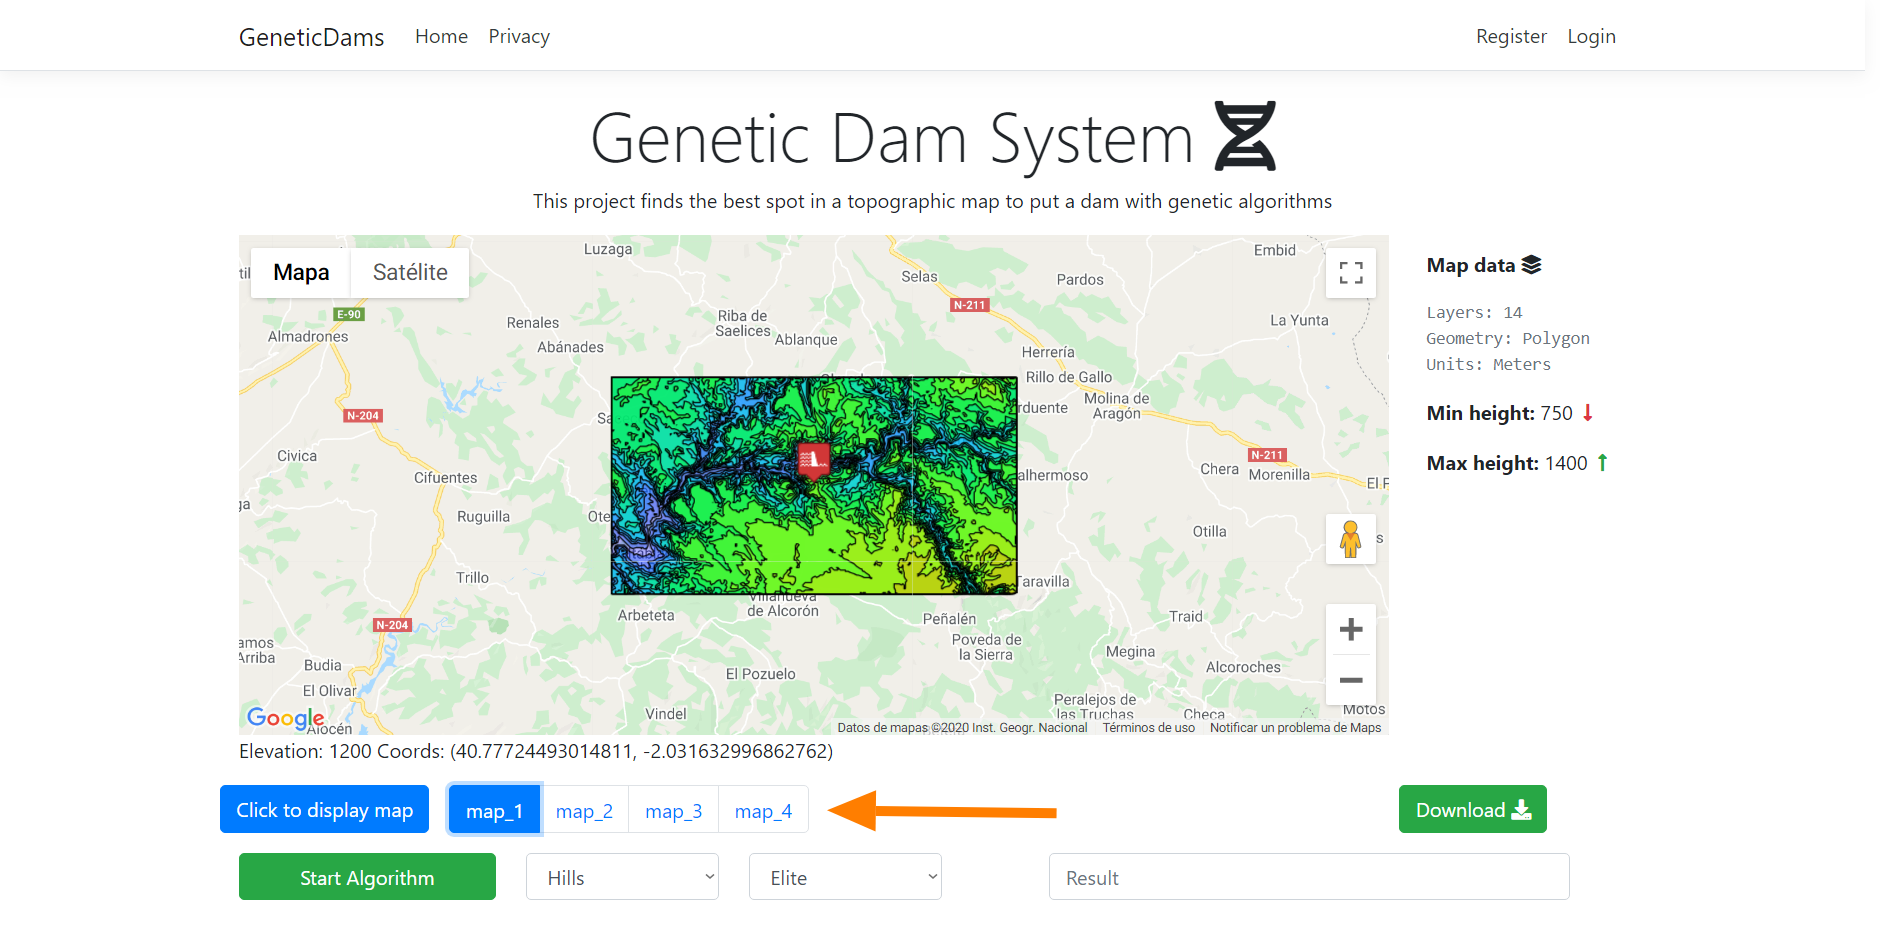 GeneticDams Home Privacy Register Login
Genetic Dam System
This project finds the best spot in a topographic map to put a dam with genetic algorithms
Mapa Satélite
Luzaga
Embid
Selas
Pardos
N-211
E-90
Almadrones
Renales
Riba de
Saelices
Abánades
Ablanque
La Yunta
Herrería
Rillo de Gallo
Molina de
Aragón
N-204
Civica
Cifuentes
Ruguilla
N-211
Chera
Morenilla
Otilla
Trillo
Arbeteta
Villanueva
de Alcorón
Taravilla
Peñalén
Traid
N-204
Poveda de
la Sierra
Megina
Alcoroches
Budia
El Olivar
El Pozuelo
Vindel
Peralejos de
las Truchas
Checa
Motos
Alocén
Google
Datos de mapas ©2020 Inst. Geogr. Nacional Términos de uso Notificar un problema de Maps
Map data
Layers: 14
Geometry: Polygon
Units: Meters
Min height: 750
Max height: 1400
Elevation: 1200 Coords: (40.77724493014811, -2.031632996862762)
Click to display map map_1 map_2 map_3 map_4 Download
Start Algorithm Hills Elite Result